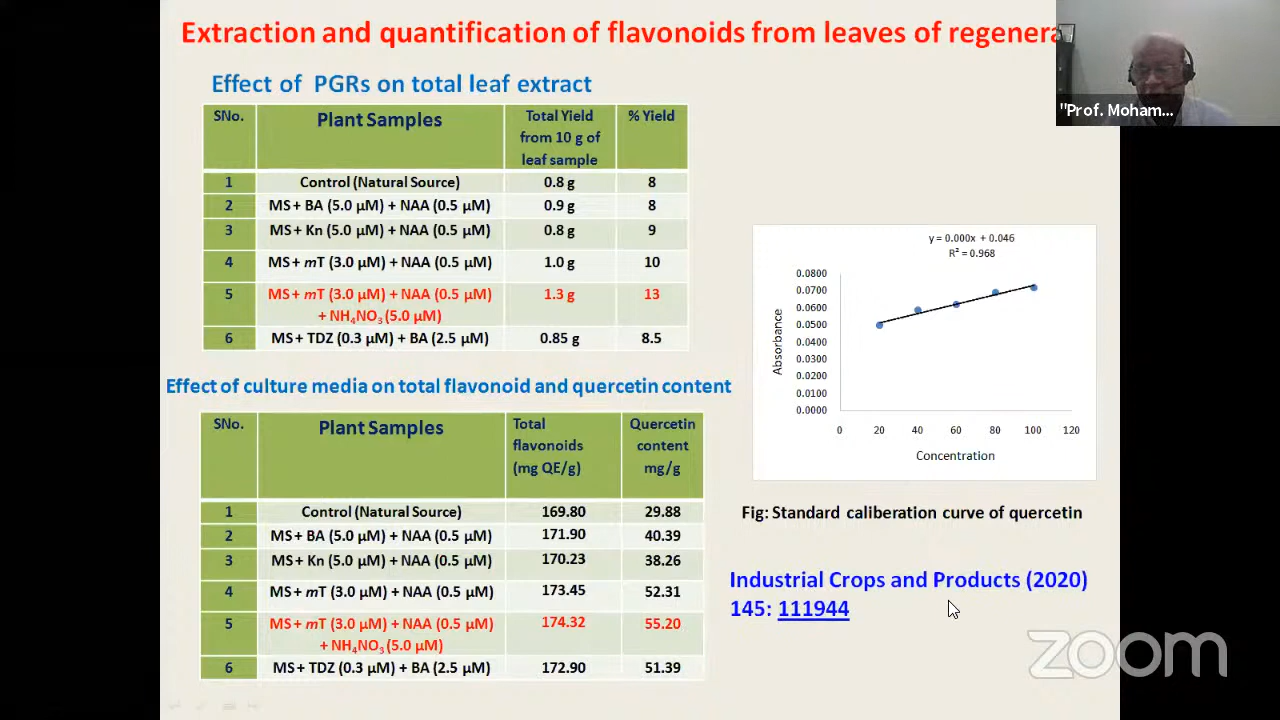 Extraction and quantification of flavonoids from leaves of regenera
"Prof. Moham...
Effect of PGRs on total leaf extract
SNo. Plant Samples Total Yield from 10 g of leaf sample % Yield
1 Control (Natural Source) 0.8 g 8
2 MS + BA (5.0 µM) + NAA (0.5 µM) 0.9 g 8
3 MS + Kn (5.0 µM) + NAA (0.5 µM) 0.8 g 9
4 MS + mT (3.0 µM) + NAA (0.5 µM) 1.0 g 10
5 MS + mT (3.0 µM) + NAA (0.5 µM) + NH₄NO₃ (5.0 µM) 1.3 g 13
6 MS + TDZ (0.3 µM) + BA (2.5 µM) 0.85 g 8.5
Effect of culture media on total flavonoid and quercetin content
SNo. Plant Samples Total flavonoids (mg QE/g) Quercetin content mg/g
1 Control (Natural Source) 169.80 29.88
2 MS + BA (5.0 µM) + NAA (0.5 µM) 171.90 40.39
3 MS + Kn (5.0 µM) + NAA (0.5 µM) 170.23 38.26
4 MS + mT (3.0 µM) + NAA (0.5 µM) 173.45 52.31
5 MS + mT (3.0 µM) + NAA (0.5 µM) + NH₄NO₃ (5.0 µM) 174.32 55.20
6 MS + TDZ (0.3 µM) + BA (2.5 µM) 172.90 51.39
y = 0.000x + 0.046
R² = 0.968
0.0800
0.0700
0.0600
0.0500
0.0400
0.0300
0.0200
0.0100
0.0000
Absorbance
0 20 40 60 80 100 120
Concentration
Fig: Standard caliberation curve of quercetin
Industrial Crops and Products (2020)
145: 111944
zoom